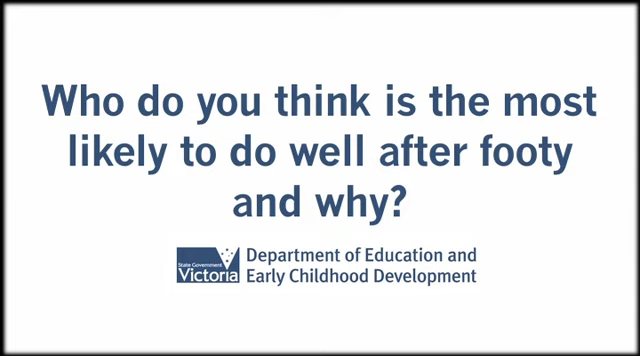 Who do you think is the most
likely to do well after footy
and why?
State Government
Victoria
Department of Education and
Early Childhood Development